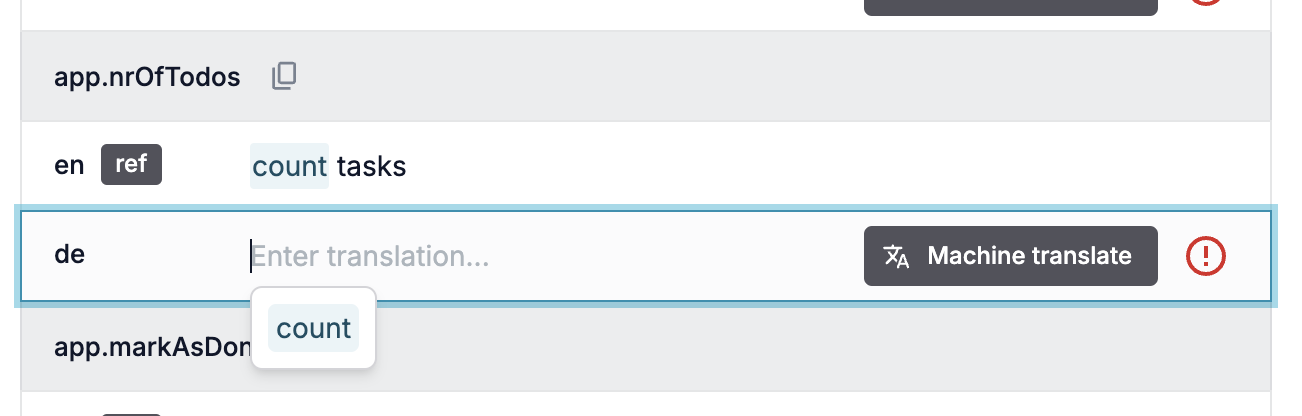 app.nrOfTodos
en ref count tasks
de Enter translation... Machine translate
count
app.markAsDon